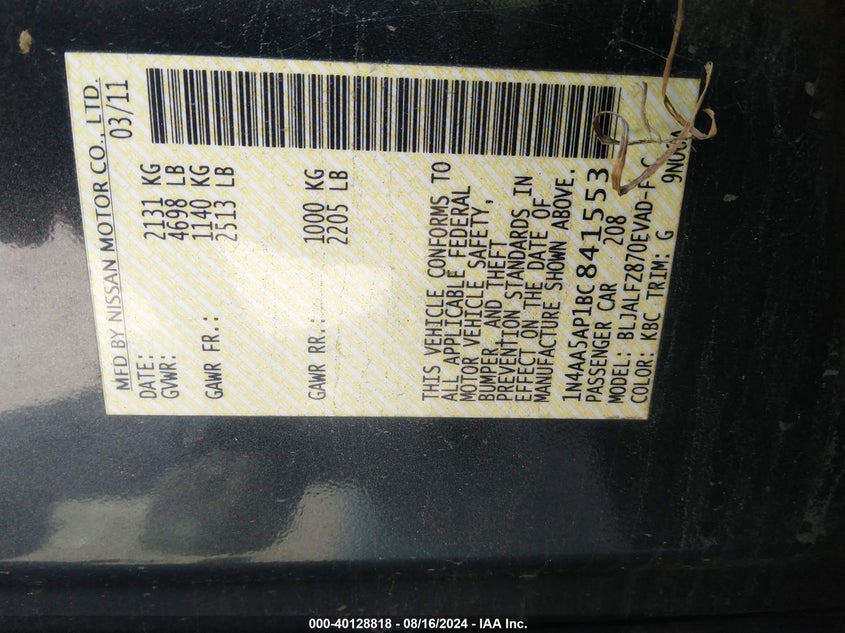 MFD BY NISSAN MOTOR CO., LTD.
DATE: 03/11
GVWR: 2131 KG
4698 LB
GAWR FR.: 1140 KG
2513 LB
GAWR RR.: 1000 KG
2205 LB
THIS VEHICLE CONFORMS TO
ALL APPLICABLE FEDERAL
MOTOR VEHICLE SAFETY,
BUMPER, AND THEFT
PREVENTION STANDARDS IN
EFFECT ON THE DATE OF
MANUFACTURE SHOWN ABOVE.
1N4AA5AP1BC841553
PASSENGER CAR 208
MODEL: BLJALFZ870EVAD-F
COLOR: KBC TRIM: G
000-40128818 - 08/16/2024 - IAA Inc.